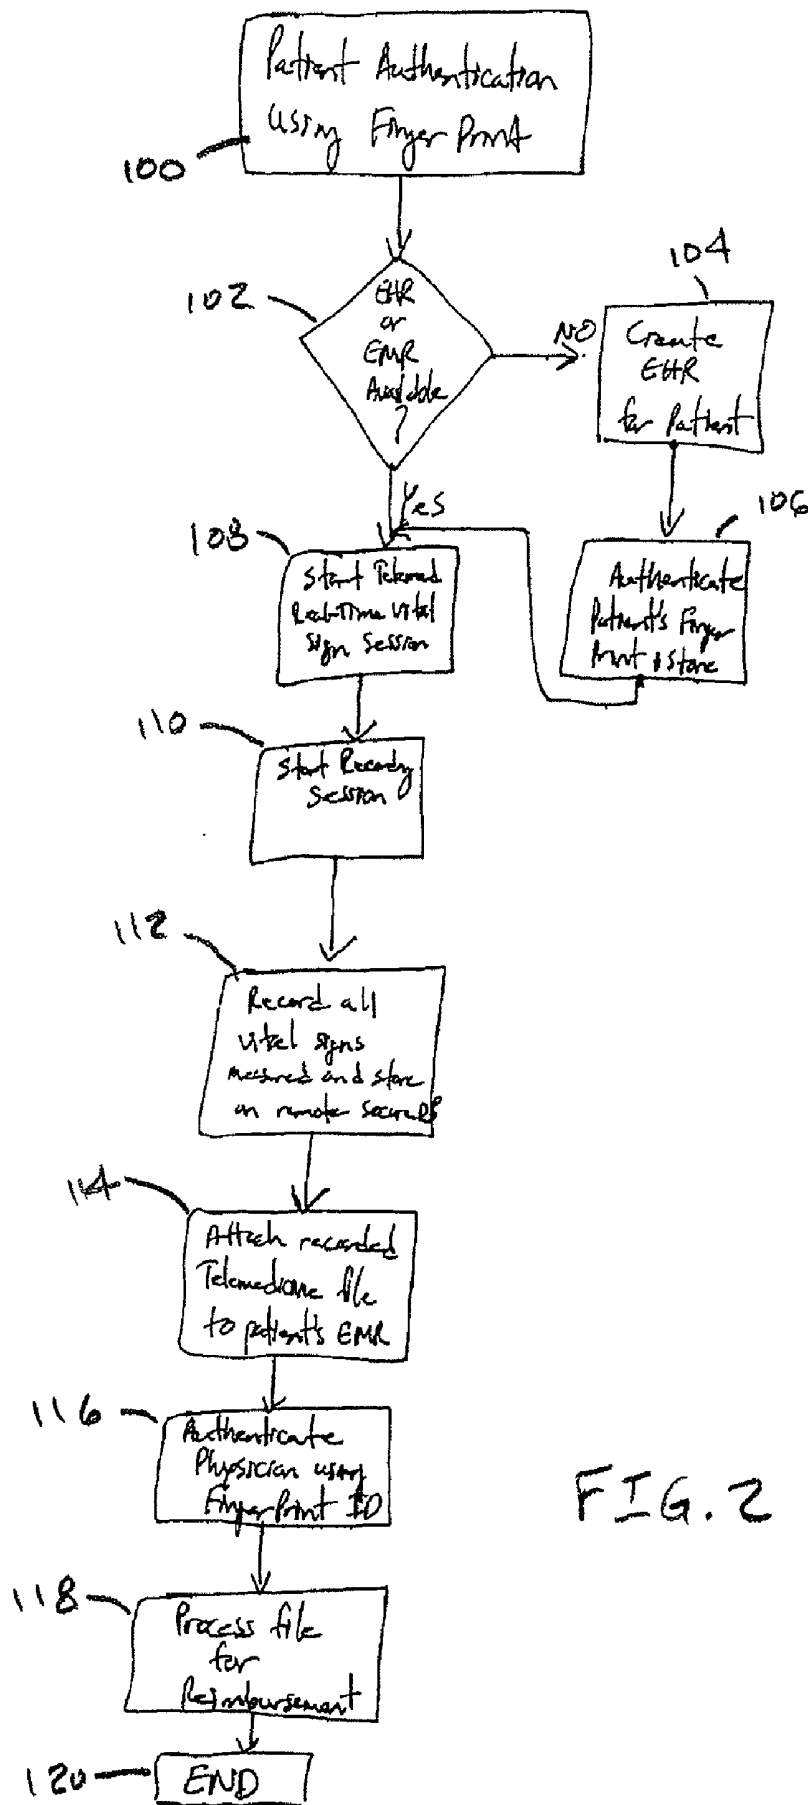 Patient Authentication
using Finger Print
100
102
EHR
or
EMR
Available
?
NO
104
Create
EHR
for Patient
Yes
106
Authenticate
Patient's Finger
Print & Store
108
Start Telemed
Real-Time Vital
Sign Session
110
Start Recording
Session
112
Record all
vital signs
measured and store
on remote secure DB
114
Attach recorded
Telemedicine file
to patient's EMR
116
Authenticate
Physician using
FingerPrint ID
FIG. 2
118
Process file
for
Reimbursement
120
END